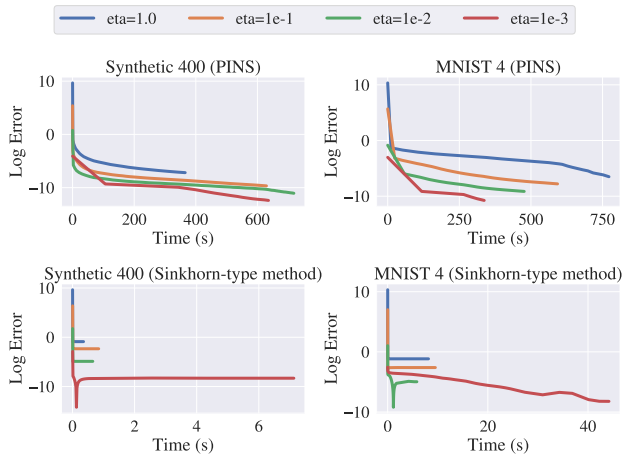 eta=1.0 eta=1e-1 eta=1e-2 eta=1e-3
Synthetic 400 (PINS) MNIST 4 (PINS)
Log Error
10
0
−10
0 200 400 600
Time (s)
Log Error
10
0
−10
0 250 500 750
Time (s)
Synthetic 400 (Sinkhorn-type method) MNIST 4 (Sinkhorn-type method)
Log Error
10
0
−10
0 2 4 6
Time (s)
Log Error
10
0
−10
0 20 40
Time (s)